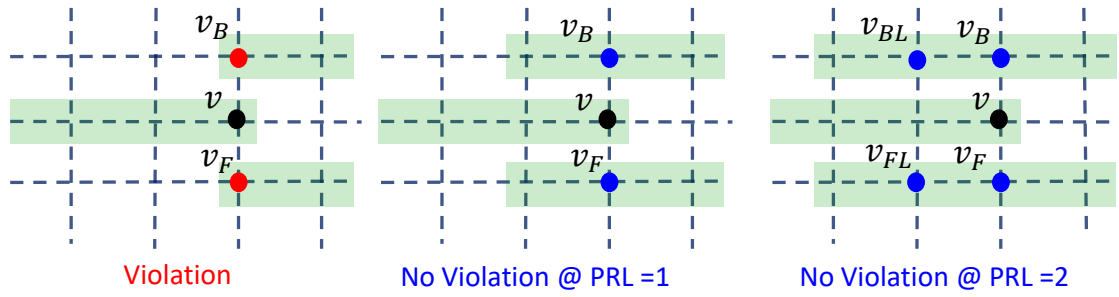 v_B v_B v_BL v_B
v v v
v_F v_F v_FL v_F
Violation No Violation @ PRL =1 No Violation @ PRL =2